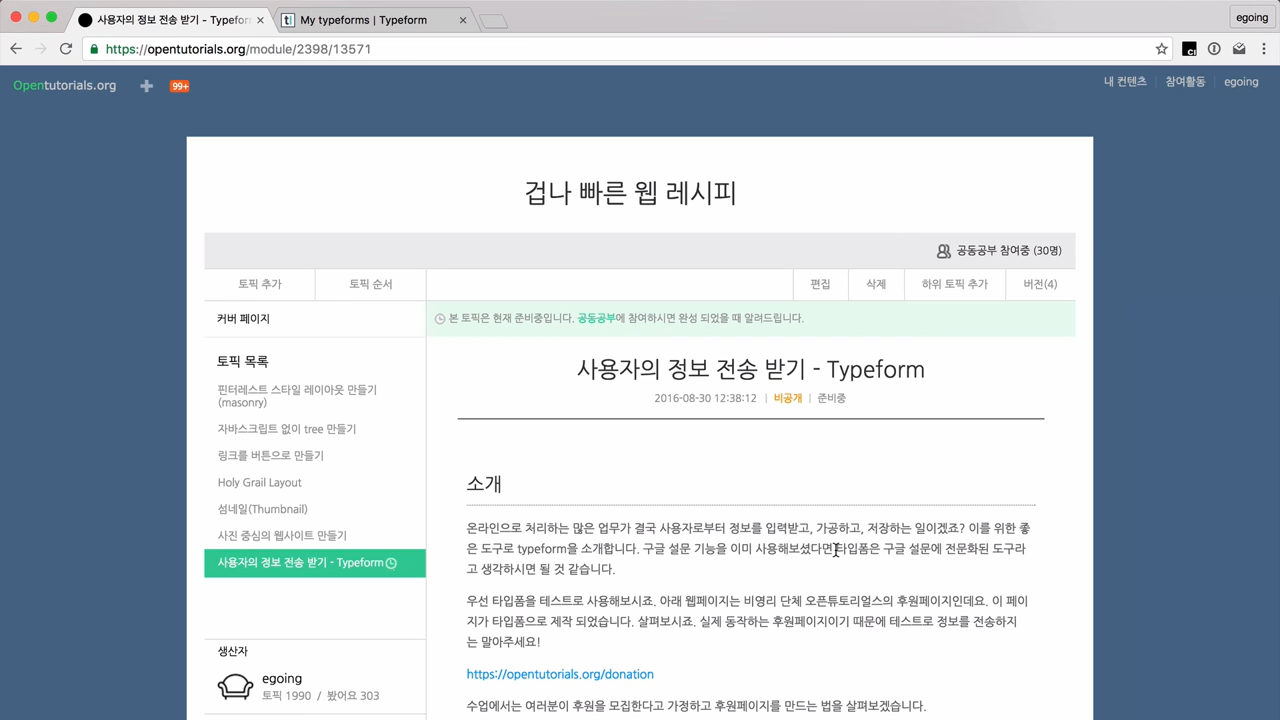 사용자의 정보 전송 받기 - Typefor
My typeforms | Typeform
egoing
https://opentutorials.org/module/2398/13571
Opentutorials.org
99+
내 컨텐츠
참여활동
egoing
겁나 빠른 웹 레시피
공동공부 참여중 (30명)
토픽 추가
토픽 순서
편집
삭제
하위 토픽 추가
버전(4)
커버 페이지
본 토픽은 현재 준비중입니다. 공동공부에 참여하시면 완성 되었을 때 알려드립니다.
토픽 목록
핀터레스트 스타일 레이아웃 만들기
(masonry)
자바스크립트 없이 tree 만들기
링크를 버튼으로 만들기
Holy Grail Layout
섬네일(Thumbnail)
사진 중심의 웹사이트 만들기
사용자의 정보 전송 받기 - Typeform
생산자
egoing
토픽 1990 / 봤어요 303
사용자의 정보 전송 받기 - Typeform
2016-08-30 12:38:12 | 비공개 | 준비중
소개
온라인으로 처리하는 많은 업무가 결국 사용자로부터 정보를 입력받고, 가공하고, 저장하는 일이겠죠? 이를 위한 좋
은 도구로 typeform을 소개합니다. 구글 설문 기능을 이미 사용해보셨다면 타입폼은 구글 설문에 전문화된 도구라
고 생각하시면 될 것 같습니다.
우선 타입폼을 테스트로 사용해보시죠. 아래 웹페이지는 비영리 단체 오픈튜토리얼스의 후원페이지인데요. 이 페이
지가 타입폼으로 제작 되었습니다. 살펴보시죠. 실제 동작하는 후원페이지이기 때문에 테스트로 정보를 전송하지
는 말아주세요!
https://opentutorials.org/donation
수업에서는 여러분이 후원을 모집한다고 가정하고 후원페이지를 만드는 법을 살펴보겠습니다.